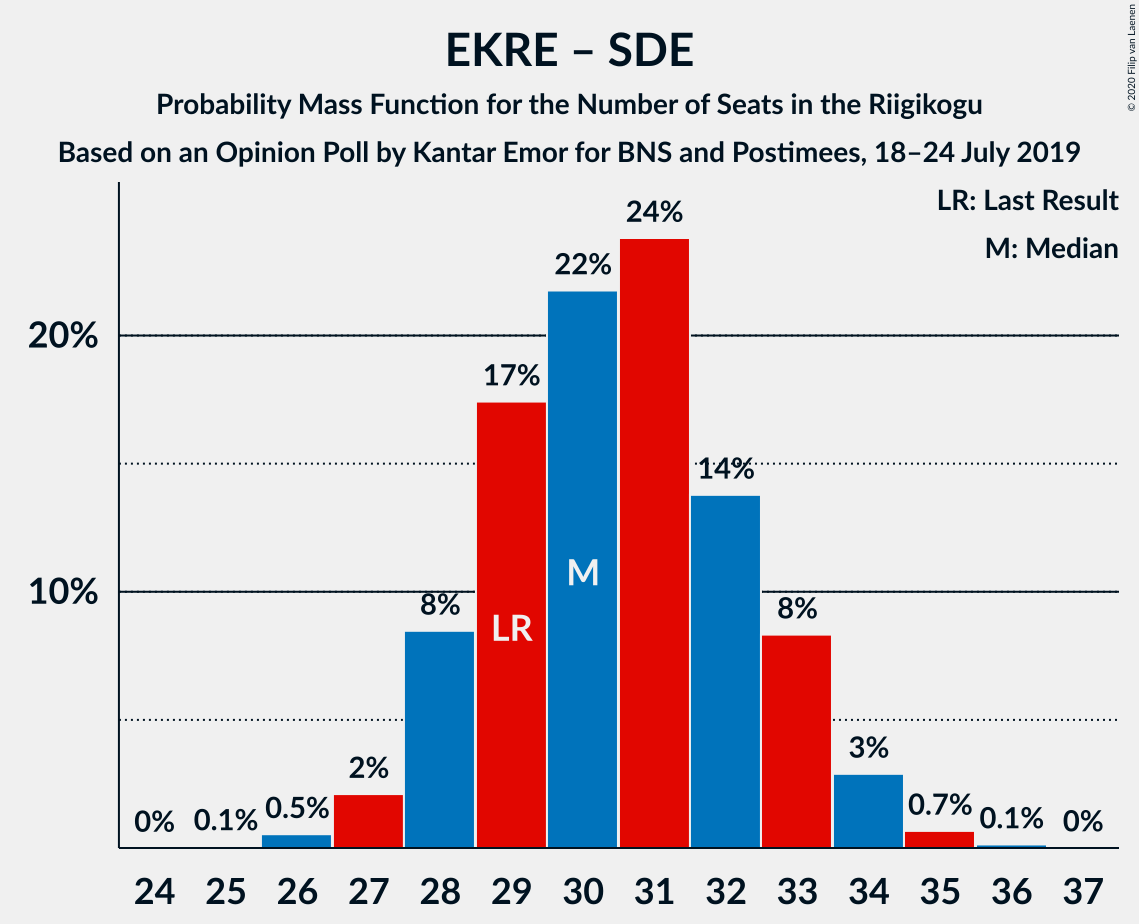 EKRE – SDE
Probability Mass Function for the Number of Seats in the Riigikogu
Based on an Opinion Poll by Kantar Emor for BNS and Postimees, 18–24 July 2019
© 2020 Filip van Laenen
LR: Last Result
M: Median
20%
10%
0%
0.1%
0.5%
2%
8%
17%
22%
24%
14%
8%
3%
0.7%
0.1%
0%
LR
M
24 25 26 27 28 29 30 31 32 33 34 35 36 37